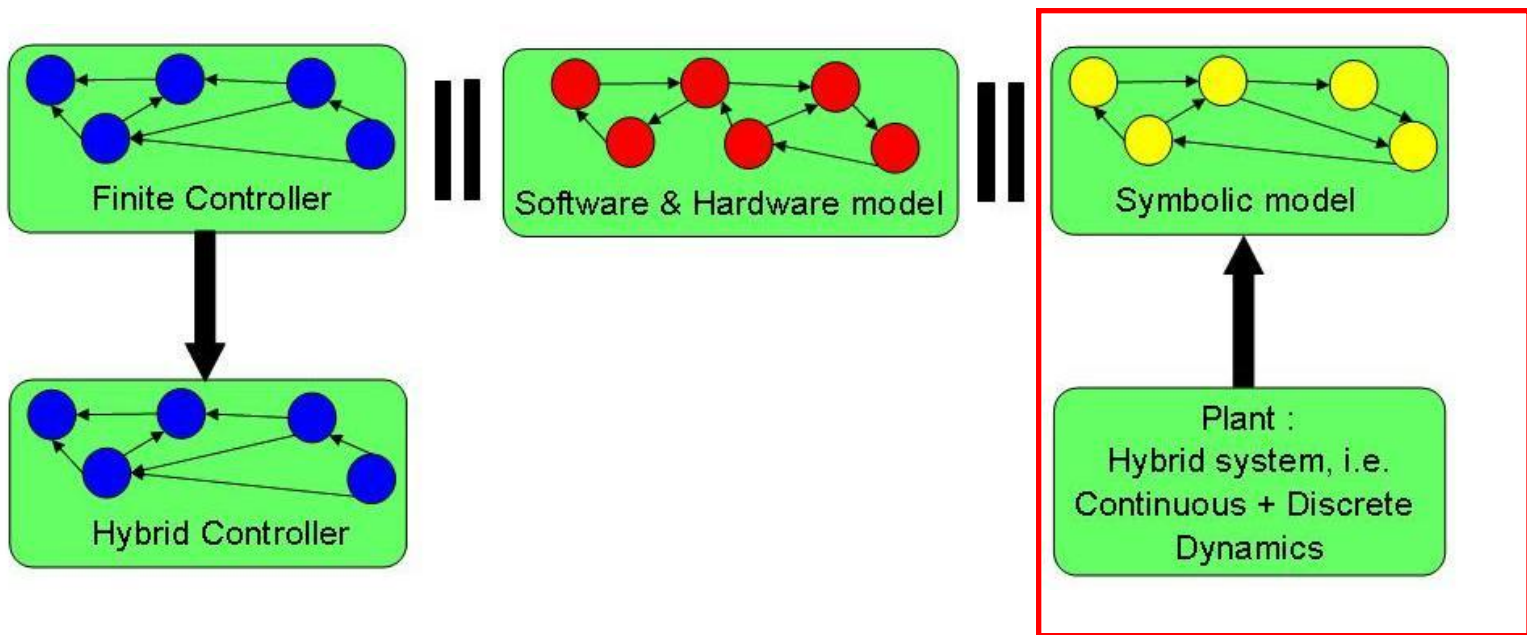 Finite Controller
Software & Hardware model
Symbolic model
Hybrid Controller
Plant :
Hybrid system, i.e.
Continuous + Discrete
Dynamics